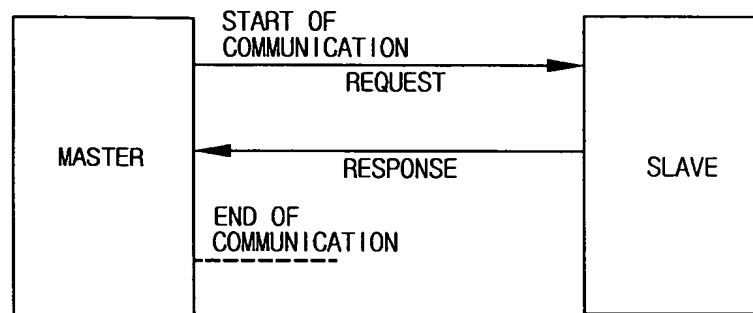 START OF
COMMUNICATION
REQUEST
MASTER
RESPONSE
SLAVE
END OF
COMMUNICATION